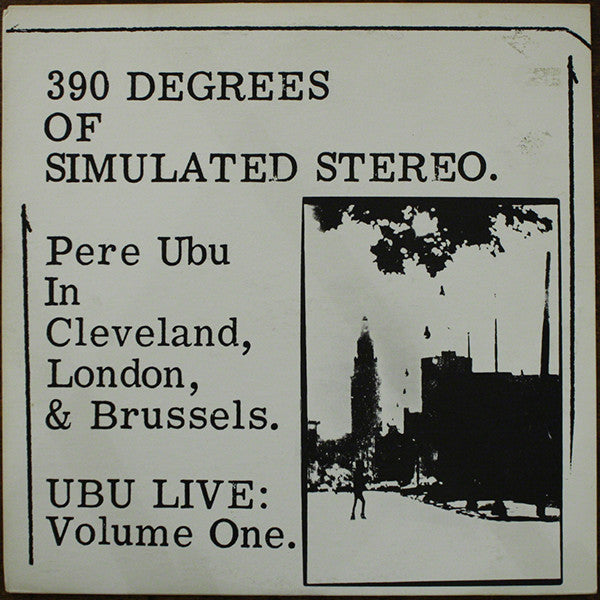 390 DEGREES
OF
SIMULATED STEREO.
Pere Ubu
In
Cleveland,
London,
& Brussels.
UBU LIVE:
Volume One.